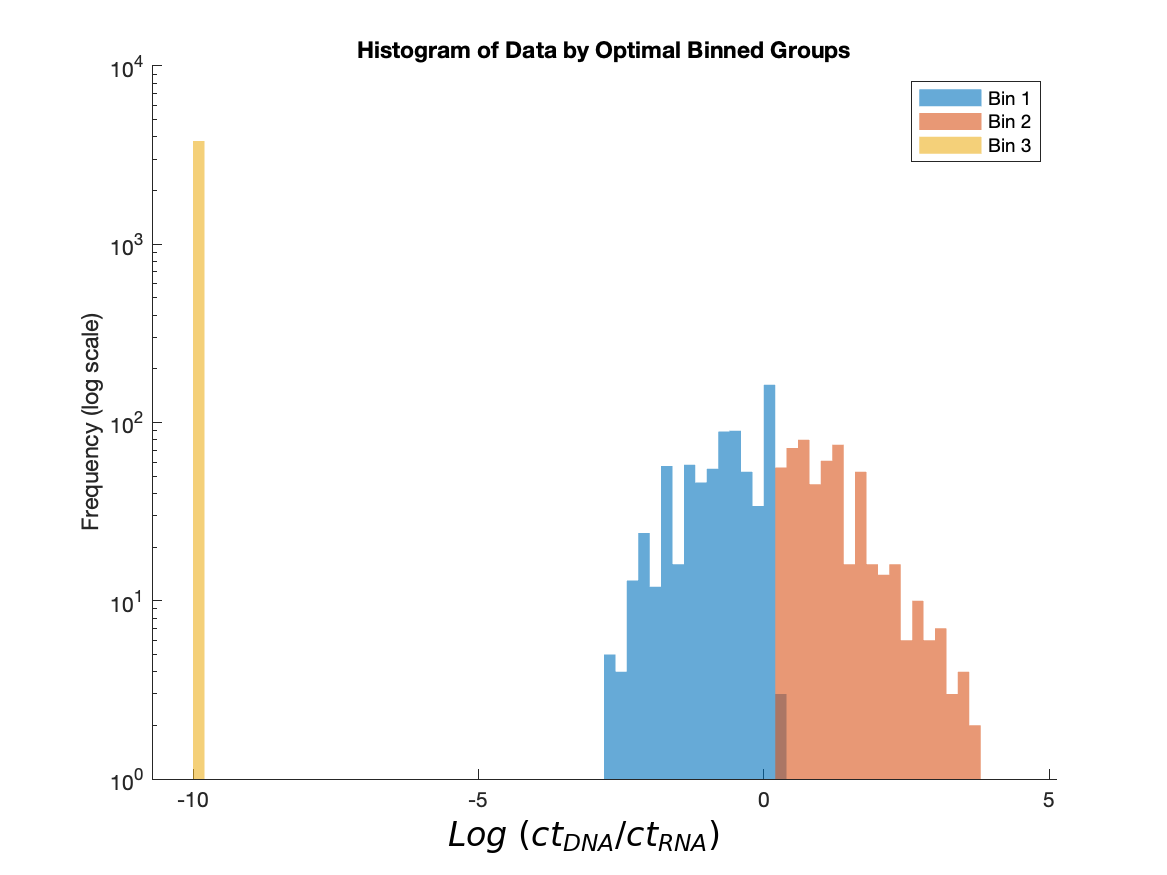 Histogram of Data by Optimal Binned Groups
10^4
10^3
10^2
10^1
10^0
Frequency (log scale)
Bin 1
Bin 2
Bin 3
-10
-5
0
5
Log (ct_DNA/ct_RNA)